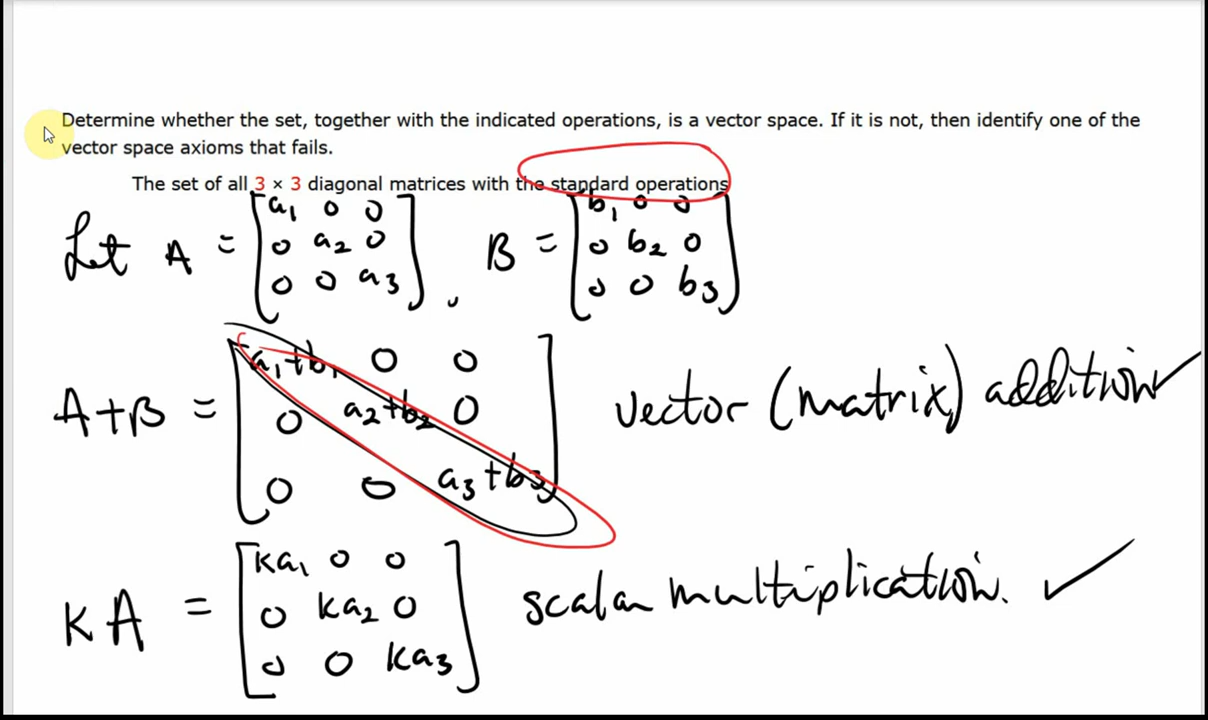 Determine whether the set, together with the indicated operations, is a vector space. If it is not, then identify one of the
vector space axioms that fails.
The set of all 3 × 3 diagonal matrices with the standard operations
Let A = [a₁ 0 0
0 a₂ 0
0 0 a₃] , B = [b₁ 0 0
0 b₂ 0
0 0 b₃]
A+B = [a₁+b₁ 0 0
0 a₂+b₂ 0
0 0 a₃+b₃] vector (matrix) addition ✓
KA = [ka₁ 0 0
0 ka₂ 0
0 0 ka₃] scalar multiplication. ✓